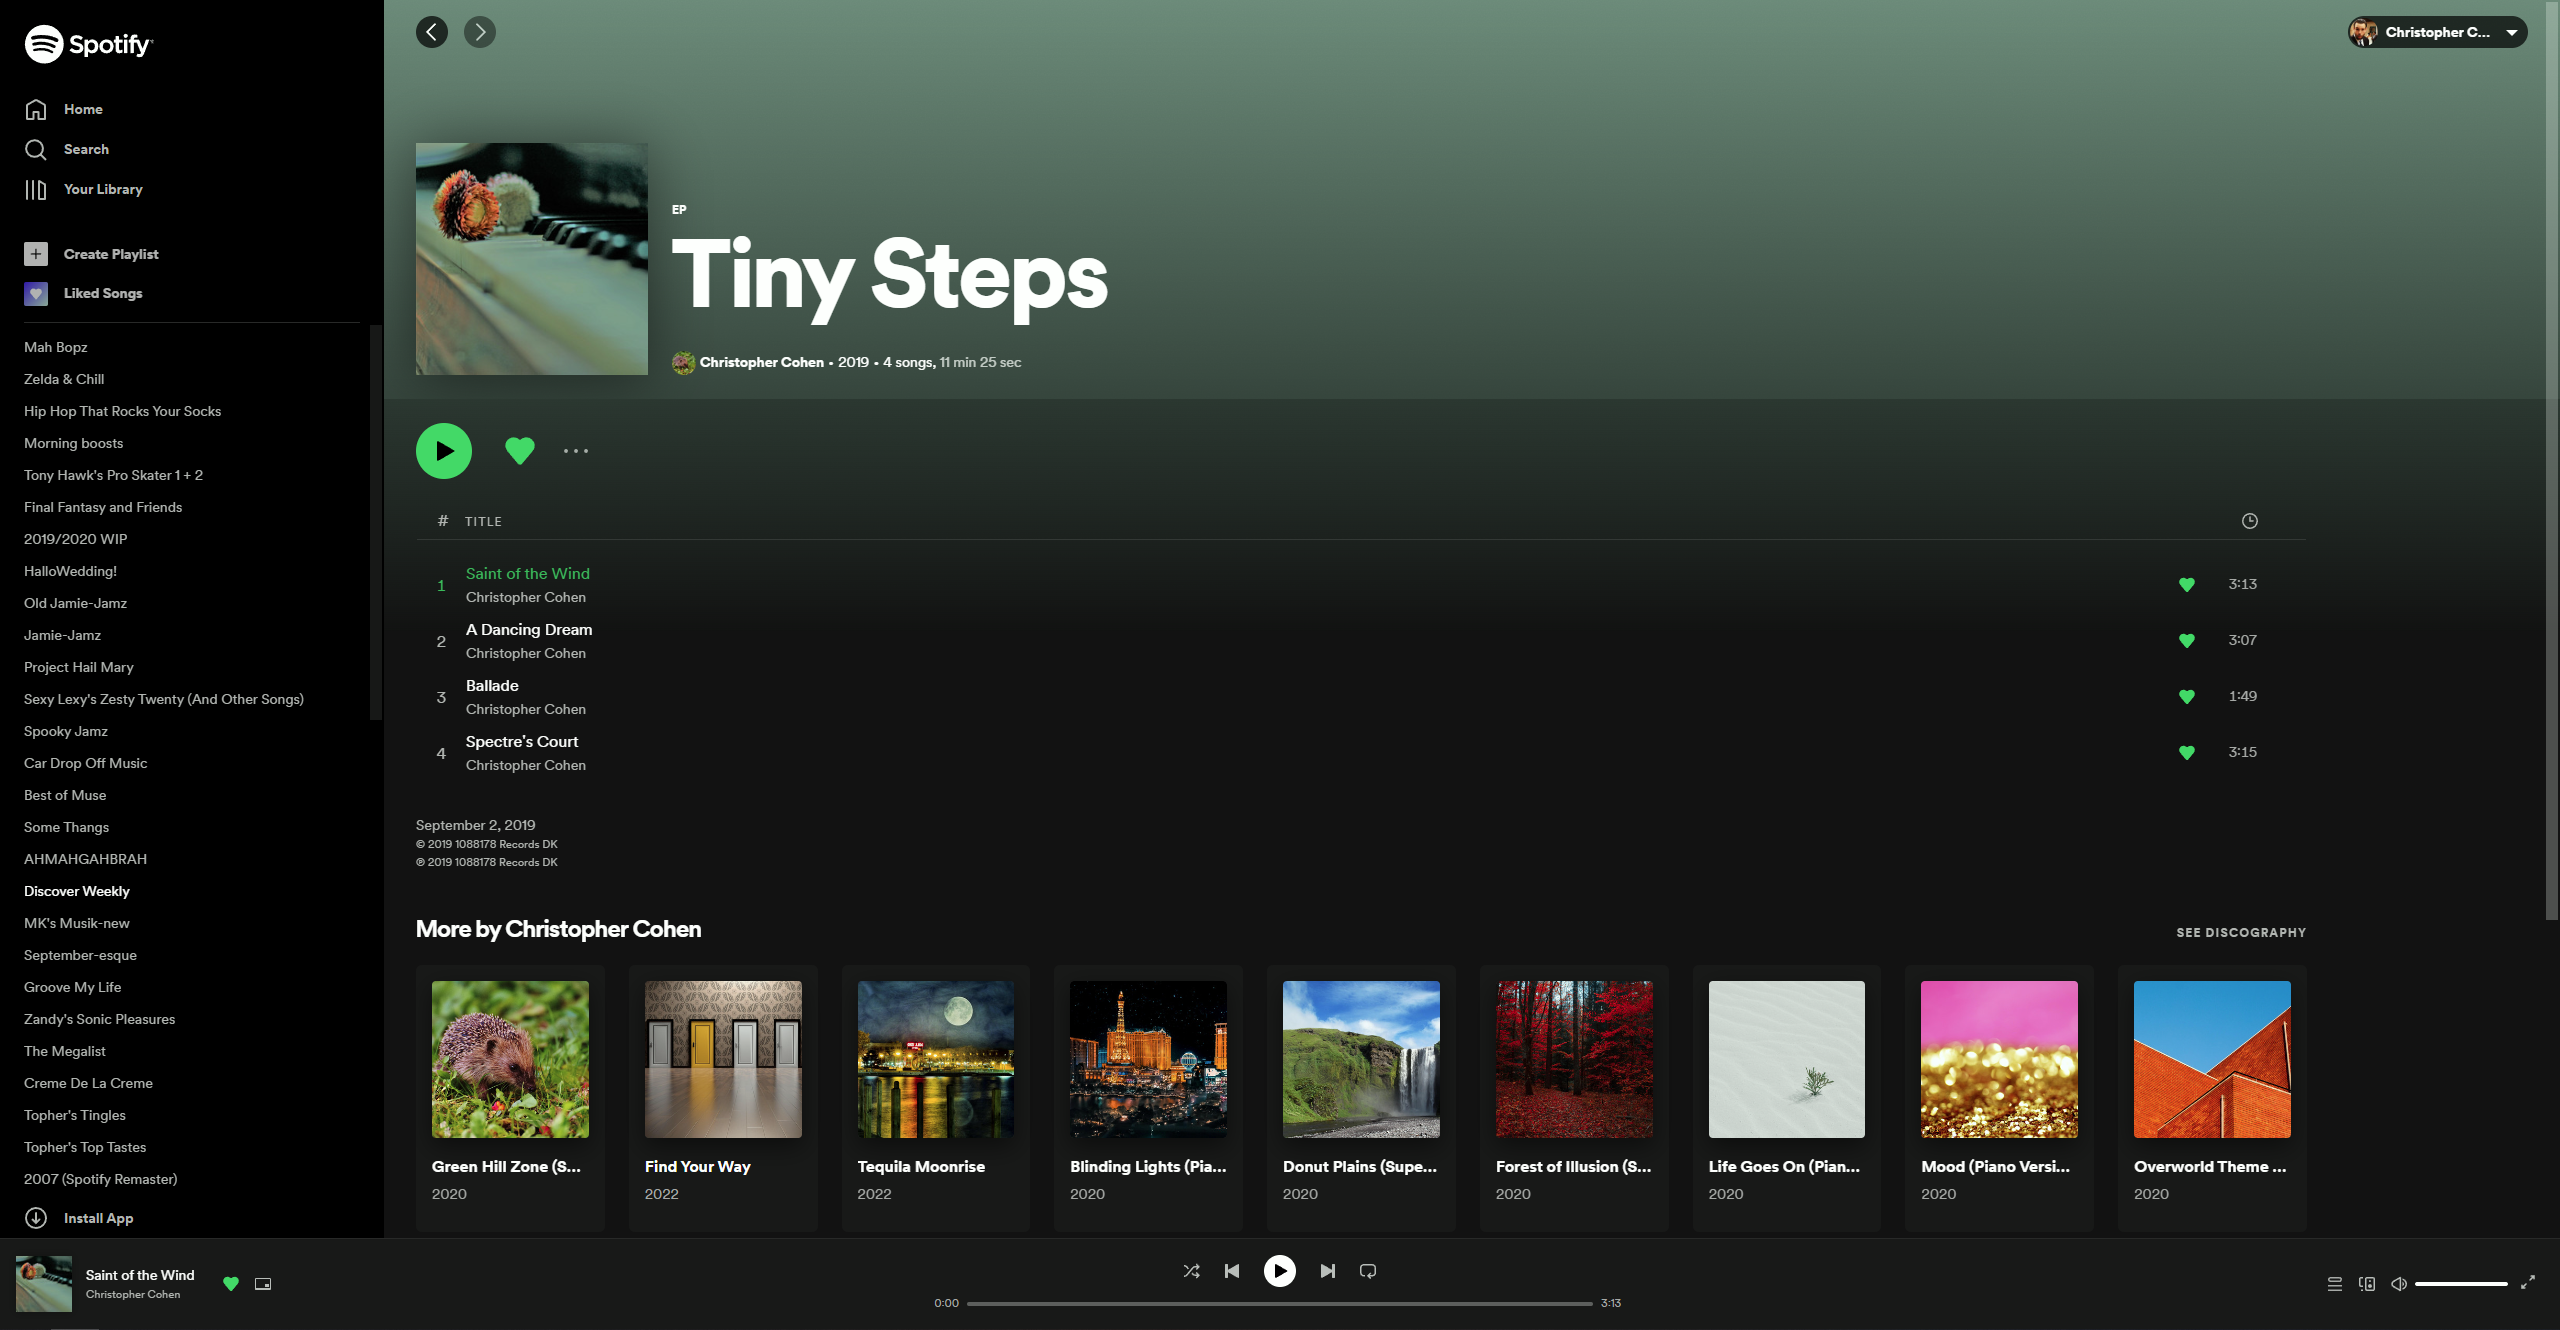 Spotify
Home
Search
Your Library
Create Playlist
Liked Songs
Mah Bopz
Zelda & Chill
Hip Hop That Rocks Your Socks
Morning boosts
Tony Hawk's Pro Skater 1 + 2
Final Fantasy and Friends
2019/2020 WIP
HalloWedding!
Old Jamie-Jamz
Jamie-Jamz
Project Hail Mary
Sexy Lexy's Zesty Twenty (And Other Songs)
Spooky Jamz
Car Drop Off Music
Best of Muse
Some Thangs
AHMAHGAHBRAH
Discover Weekly
MK's Musik-new
September-esque
Groove My Life
Zandy's Sonic Pleasures
The Megalist
Creme De La Creme
Topher's Tingles
Topher's Top Tastes
2007 (Spotify Remaster)
Install App
Christopher C...
EP
Tiny Steps
Christopher Cohen • 2019 • 4 songs, 11 min 25 sec
# TITLE
1 Saint of the Wind 3:13
Christopher Cohen
2 A Dancing Dream 3:07
Christopher Cohen
3 Ballade 1:49
Christopher Cohen
4 Spectre's Court 3:15
Christopher Cohen
September 2, 2019
© 2019 1088178 Records DK
℗ 2019 1088178 Records DK
More by Christopher Cohen SEE DISCOGRAPHY
Green Hill Zone (S...
2020
Find Your Way
2022
Tequila Moonrise
2022
Blinding Lights (Pia...
2020
Donut Plains (Supe...
2020
Forest of Illusion (S...
2020
Life Goes On (Pian...
2020
Mood (Piano Versi...
2020
Overworld Theme ...
2020
Saint of the Wind
Christopher Cohen
0:00 3:13